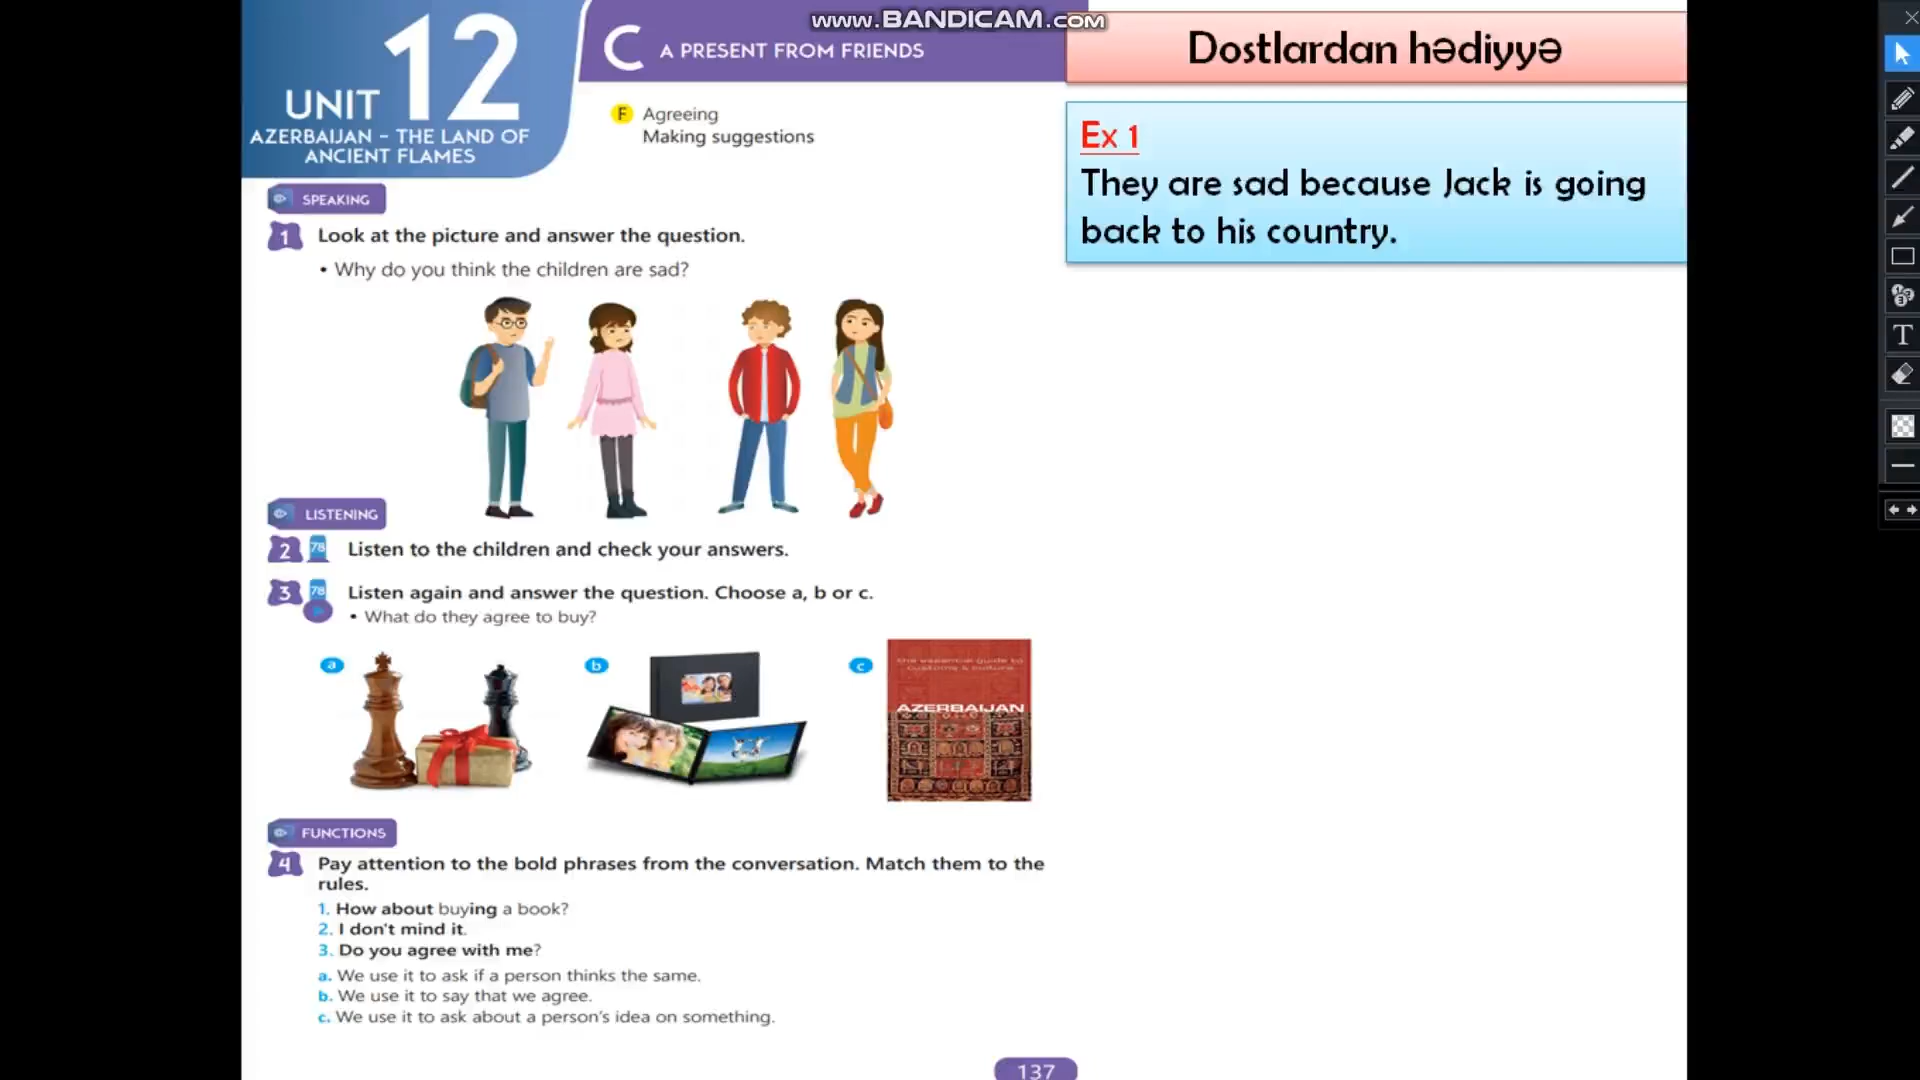 www.BANDICAM.com
UNIT 12
AZERBAIJAN - THE LAND OF
ANCIENT FLAMES
C A PRESENT FROM FRIENDS
F Agreeing
Making suggestions
SPEAKING
1 Look at the picture and answer the question.
• Why do you think the children are sad?
LISTENING
2 78 Listen to the children and check your answers.
3 78 Listen again and answer the question. Choose a, b or c.
• What do they agree to buy?
a
b
c
the essential guide to
customs & culture
AZERBAIJAN
FUNCTIONS
4 Pay attention to the bold phrases from the conversation. Match them to the
rules.
1. How about buying a book?
2. I don't mind it.
3. Do you agree with me?
a. We use it to ask if a person thinks the same.
b. We use it to say that we agree.
c. We use it to ask about a person's idea on something.
137
Dostlardan hədiyyə
Ex 1
They are sad because Jack is going
back to his country.
T